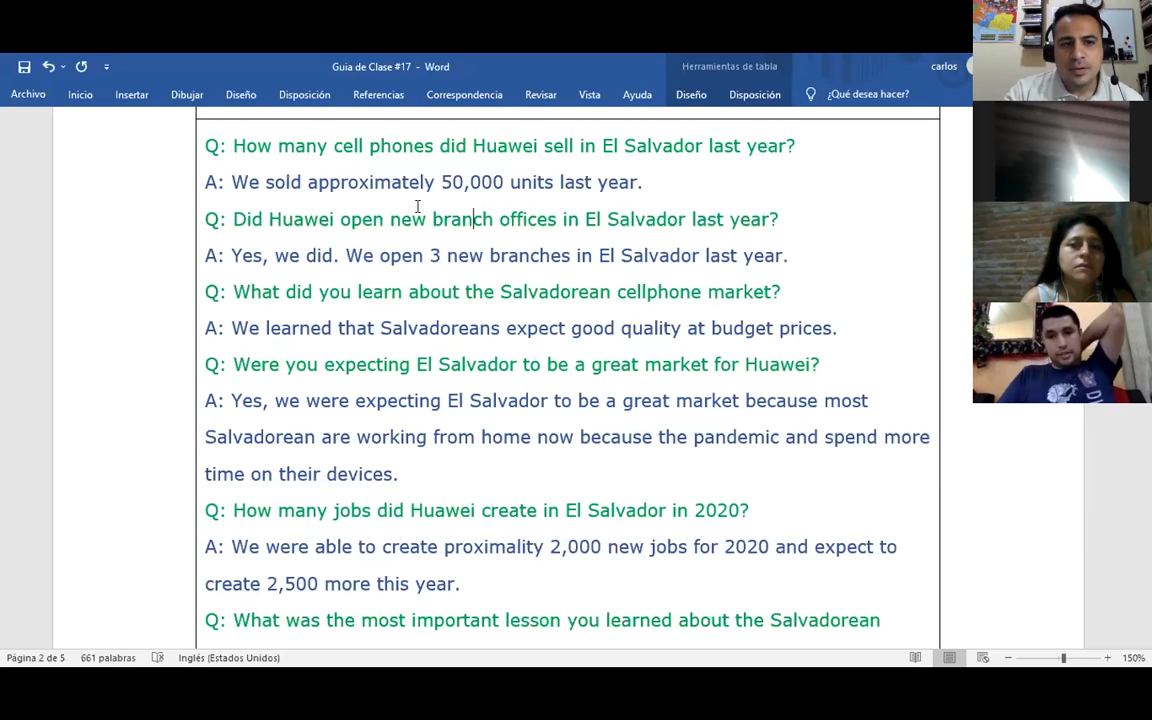 Guia de Clase #17 - Word
Herramientas de tabla
carlos
Archivo Inicio Insertar Dibujar Diseño Disposición Referencias Correspondencia Revisar Vista Ayuda Diseño Disposición ¿Qué desea hacer?
Q: How many cell phones did Huawei sell in El Salvador last year?
A: We sold approximately 50,000 units last year.
Q: Did Huawei open new branch offices in El Salvador last year?
A: Yes, we did. We open 3 new branches in El Salvador last year.
Q: What did you learn about the Salvadorean cellphone market?
A: We learned that Salvadoreans expect good quality at budget prices.
Q: Were you expecting El Salvador to be a great market for Huawei?
A: Yes, we were expecting El Salvador to be a great market because most
Salvadorean are working from home now because the pandemic and spend more
time on their devices.
Q: How many jobs did Huawei create in El Salvador in 2020?
A: We were able to create proximality 2,000 new jobs for 2020 and expect to
create 2,500 more this year.
Q: What was the most important lesson you learned about the Salvadorean
Página 2 de 5 661 palabras Inglés (Estados Unidos) 150%